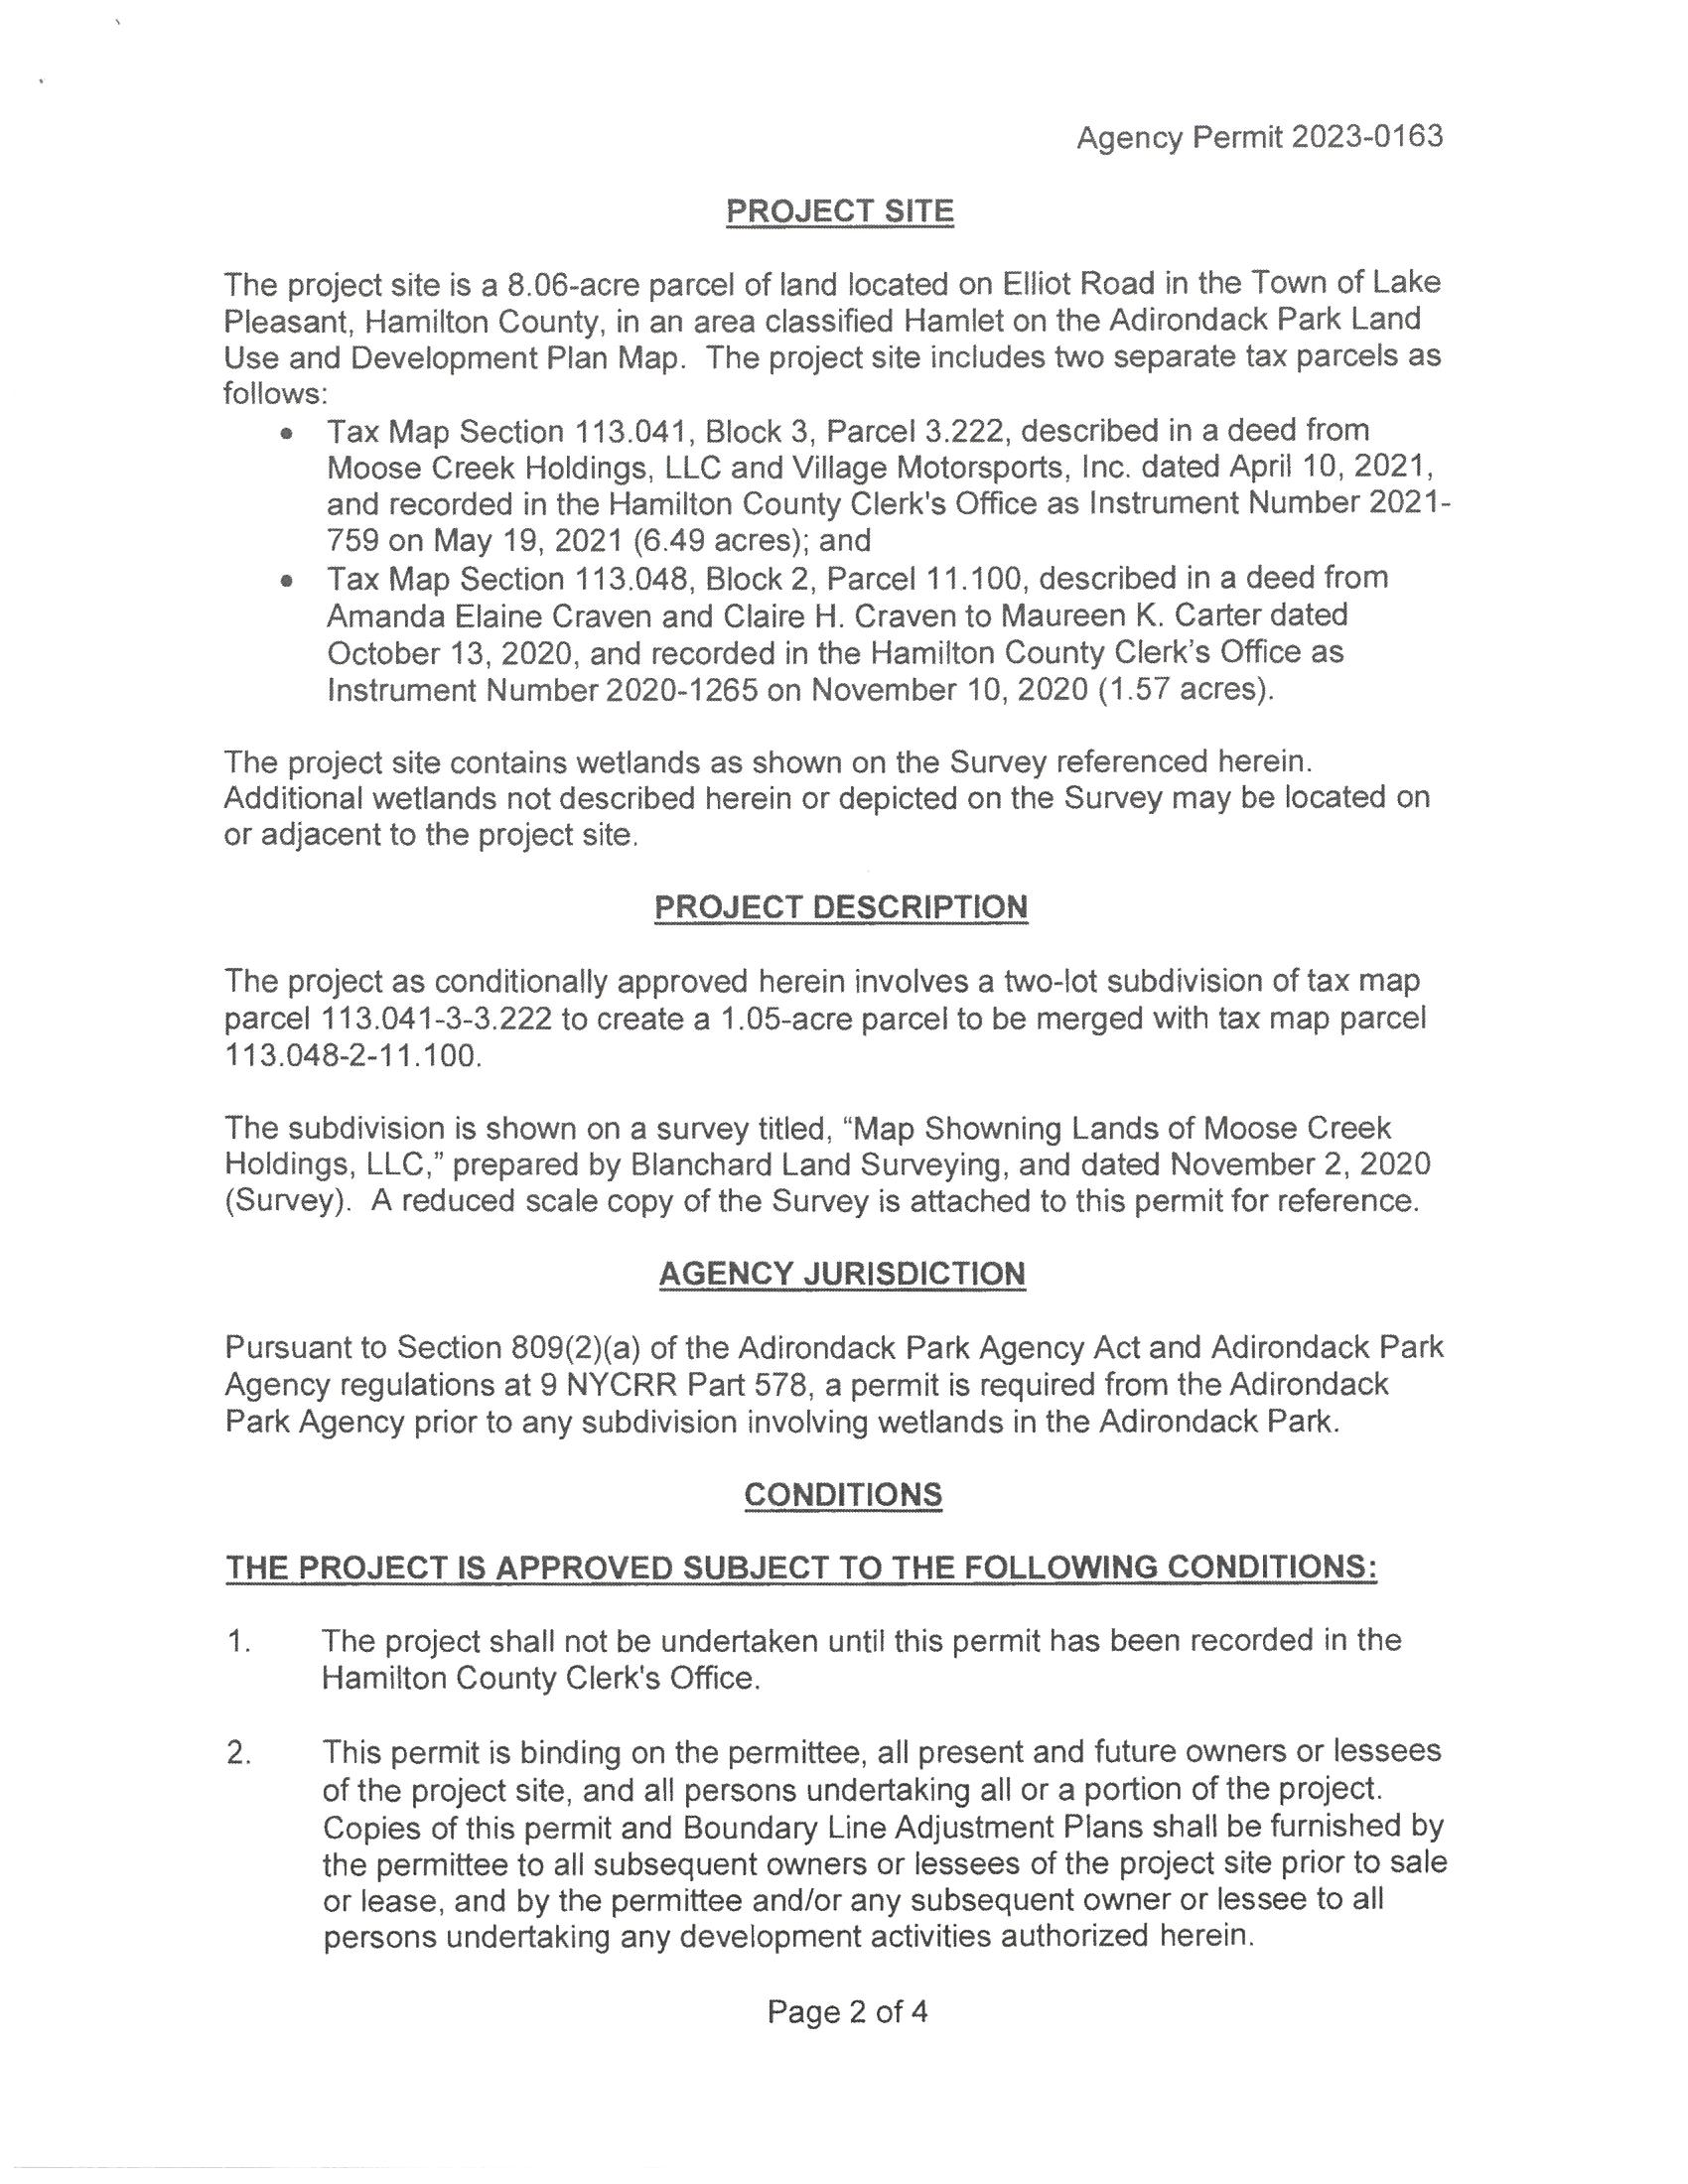 Agency Permit 2023-0163
PROJECT SITE
The project site is a 8.06-acre parcel of land located on Elliot Road in the Town of Lake
Pleasant, Hamilton County, in an area classified Hamlet on the Adirondack Park Land
Use and Development Plan Map. The project site includes two separate tax parcels as
follows:
• Tax Map Section 113.041, Block 3, Parcel 3.222, described in a deed from
Moose Creek Holdings, LLC and Village Motorsports, Inc. dated April 10, 2021,
and recorded in the Hamilton County Clerk's Office as Instrument Number 2021-
759 on May 19, 2021 (6.49 acres); and
• Tax Map Section 113.048, Block 2, Parcel 11.100, described in a deed from
Amanda Elaine Craven and Claire H. Craven to Maureen K. Carter dated
October 13, 2020, and recorded in the Hamilton County Clerk's Office as
Instrument Number 2020-1265 on November 10, 2020 (1.57 acres).
The project site contains wetlands as shown on the Survey referenced herein.
Additional wetlands not described herein or depicted on the Survey may be located on
or adjacent to the project site.
PROJECT DESCRIPTION
The project as conditionally approved herein involves a two-lot subdivision of tax map
parcel 113.041-3-3.222 to create a 1.05-acre parcel to be merged with tax map parcel
113.048-2-11.100.
The subdivision is shown on a survey titled, “Map Showning Lands of Moose Creek
Holdings, LLC,” prepared by Blanchard Land Surveying, and dated November 2, 2020
(Survey). A reduced scale copy of the Survey is attached to this permit for reference.
AGENCY JURISDICTION
Pursuant to Section 809(2)(a) of the Adirondack Park Agency Act and Adirondack Park
Agency regulations at 9 NYCRR Part 578, a permit is required from the Adirondack
Park Agency prior to any subdivision involving wetlands in the Adirondack Park.
CONDITIONS
THE PROJECT IS APPROVED SUBJECT TO THE FOLLOWING CONDITIONS:
1. The project shall not be undertaken until this permit has been recorded in the
Hamilton County Clerk's Office.
2. This permit is binding on the permittee, all present and future owners or lessees
of the project site, and all persons undertaking all or a portion of the project.
Copies of this permit and Boundary Line Adjustment Plans shall be furnished by
the permittee to all subsequent owners or lessees of the project site prior to sale
or lease, and by the permittee and/or any subsequent owner or lessee to all
persons undertaking any development activities authorized herein.
Page 2 of 4